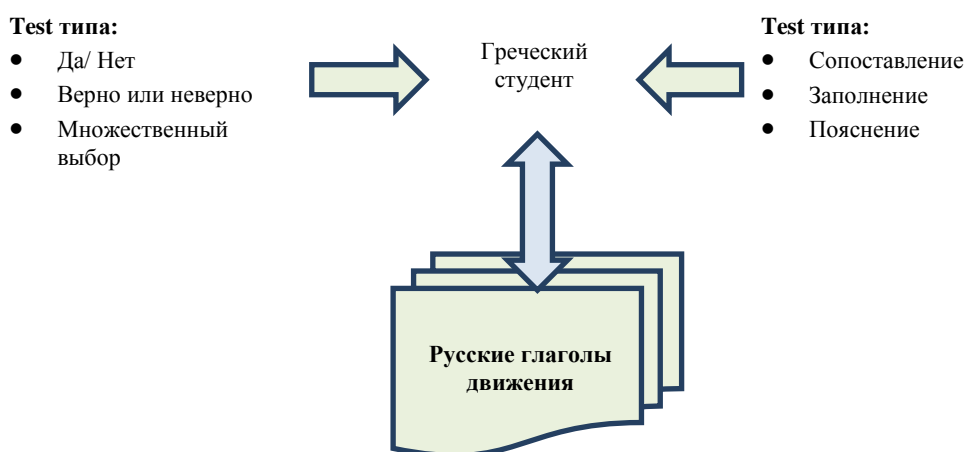 Test типа:
● Да/ Нет
● Верно или неверно
● Множественный
выбор
Греческий
студент
Test типа:
● Сопоставление
● Заполнение
● Пояснение
Русские глаголы
движения